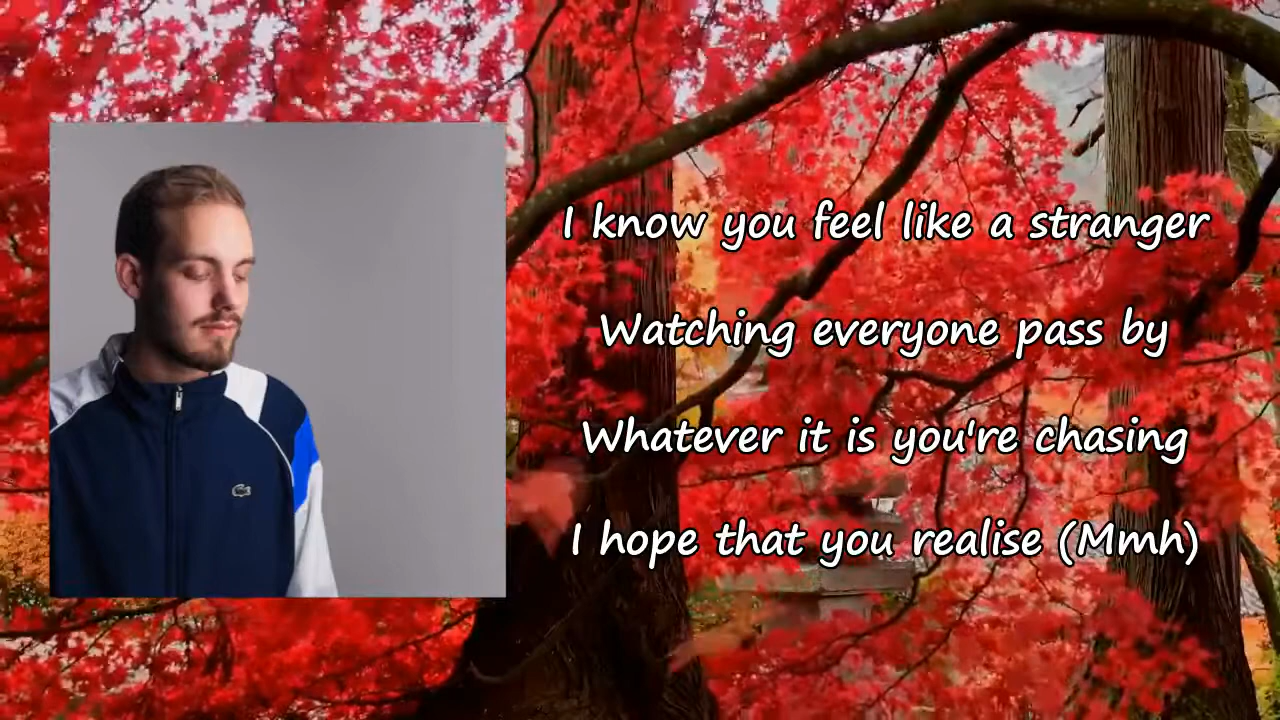 I know you feel like a stranger
Watching everyone pass by
Whatever it is you're chasing
I hope that you realise (Mmh)